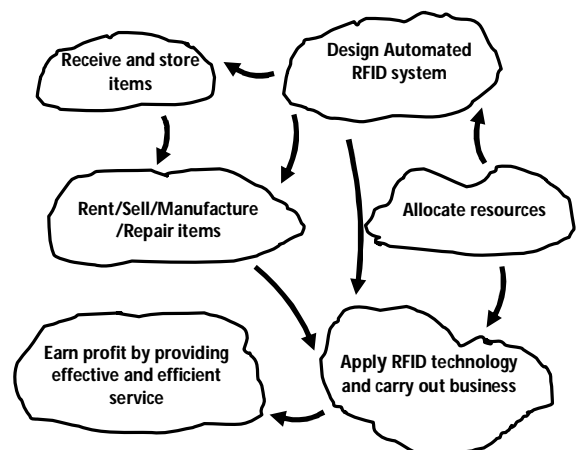 Receive and store
items
Design Automated
RFID system
Rent/Sell/Manufacture
/Repair items
Allocate resources
Earn profit by providing
effective and efficient
service
Apply RFID technology
and carry out business